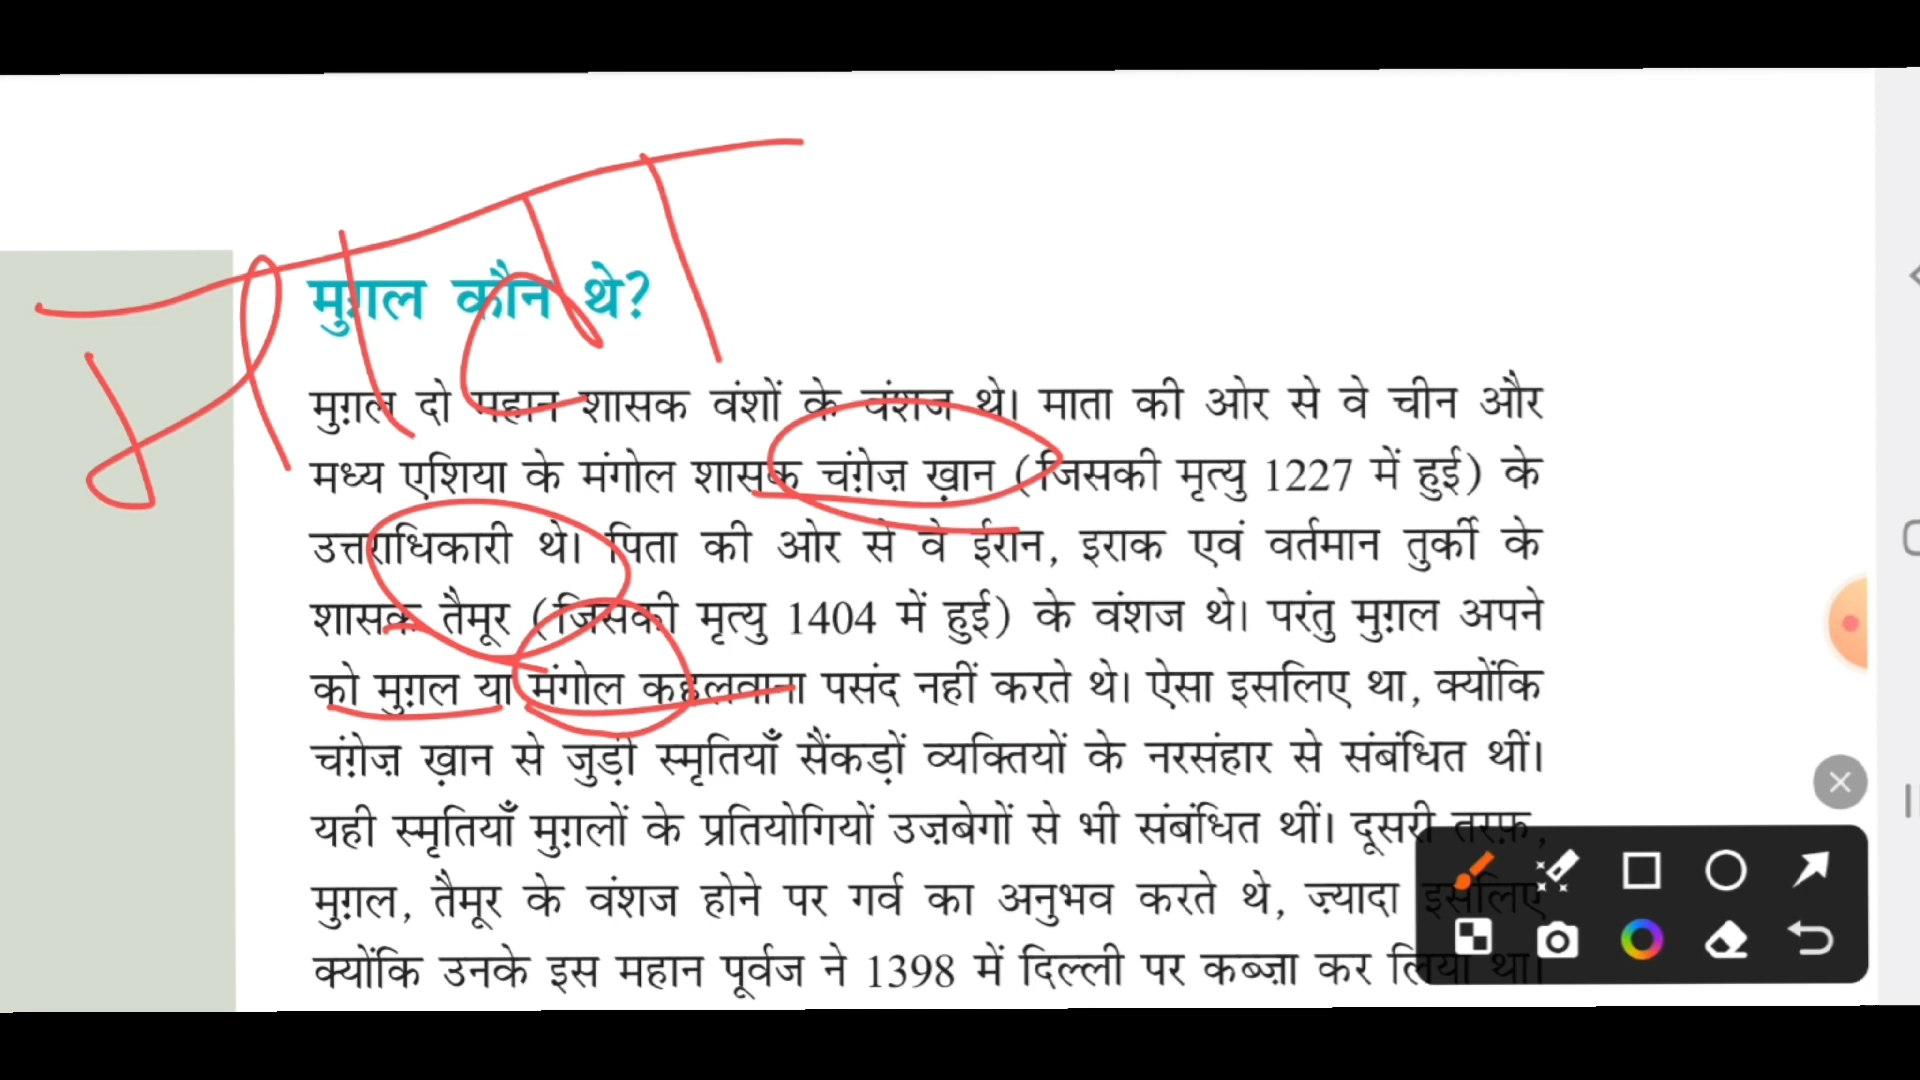 मुग़ल कौन थे?
मुग़ल दो महान शासक वंशों के वंशज थे। माता की ओर से वे चीन और
मध्य एशिया के मंगोल शासक चंग़ेज़ ख़ान (जिसकी मृत्यु 1227 में हुई) के
उत्तराधिकारी थे। पिता की ओर से वे ईरान, इराक एवं वर्तमान तुर्की के
शासक तैमूर (जिसकी मृत्यु 1404 में हुई) के वंशज थे। परंतु मुग़ल अपने
को मुग़ल या मंगोल कहलवाना पसंद नहीं करते थे। ऐसा इसलिए था, क्योंकि
चंग़ेज़ ख़ान से जुड़ी स्मृतियाँ सैंकड़ों व्यक्तियों के नरसंहार से संबंधित थीं।
यही स्मृतियाँ मुग़लों के प्रतियोगियों उज़बेगों से भी संबंधित थीं। दूसरी तरफ़,
मुग़ल, तैमूर के वंशज होने पर गर्व का अनुभव करते थे, ज़्यादा इसलिए
क्योंकि उनके इस महान पूर्वज ने 1398 में दिल्ली पर कब्ज़ा कर लिया था।